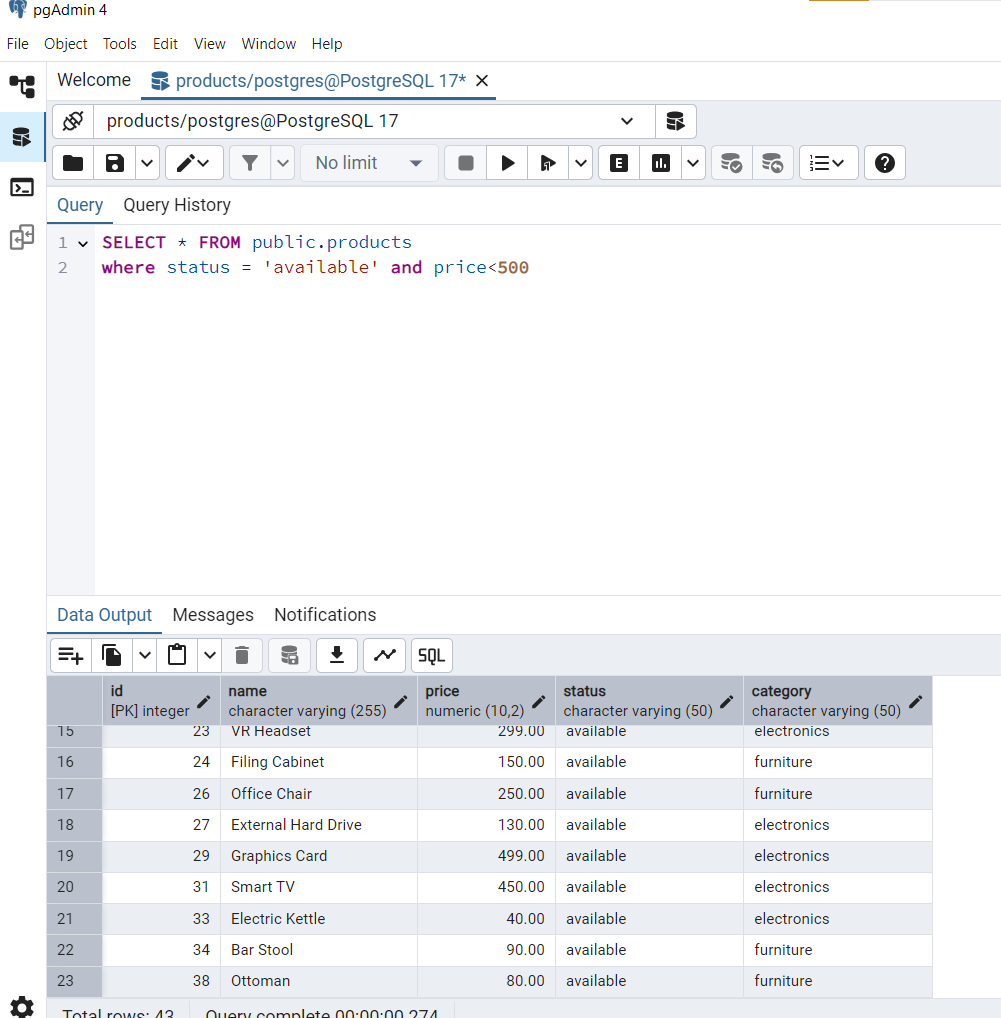 pgAdmin 4
File Object Tools Edit View Window Help
Welcome products/postgres@PostgreSQL 17*
products/postgres@PostgreSQL 17
No limit E
Query Query History
1 SELECT * FROM public.products
2 where status = 'available' and price<500
Data Output Messages Notifications
SQL
id name price status category
[PK] integer character varying (255) numeric (10,2) character varying (50) character varying (50)
15 23 VR Headset 299.00 available electronics
16 24 Filing Cabinet 150.00 available furniture
17 26 Office Chair 250.00 available furniture
18 27 External Hard Drive 130.00 available electronics
19 29 Graphics Card 499.00 available electronics
20 31 Smart TV 450.00 available electronics
21 33 Electric Kettle 40.00 available electronics
22 34 Bar Stool 90.00 available furniture
23 38 Ottoman 80.00 available furniture
Total rows: 43 Query complete 00:00:00.274